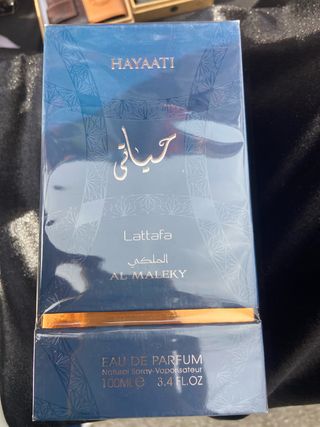 HAYAATI
حياتي
Lattafa
الملكي
AL MALEKY
EAU DE PARFUM
Natural Spray-Vaporisateur
100ML℮ 3.4 FL.OZ